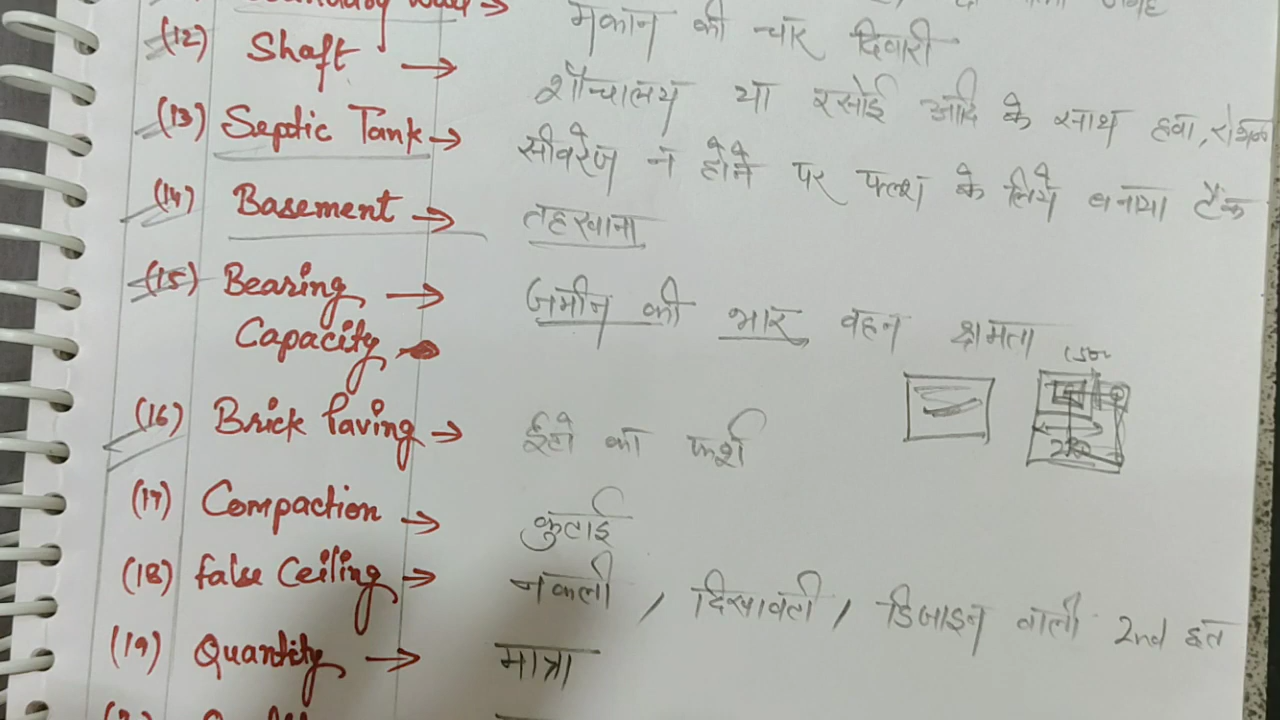 Boundary Wall → मकान की चार दिवारी
(12) Shaft → शौचालय या रसोई आदि के साथ हवा,
(13) Septic Tank → सीवरेज न होने पर फ्लश के लिये बनाया टैंक
(14) Basement → तहखाना
(15) Bearing Capacity → जमीन की भार वहन क्षमता
(16) Brick Paving → ईंटो का फर्श
(17) Compaction → कुटाई
(18) false Ceiling → नकली, दिखावटी, डिजाइन वाली 2nd छत
(19) Quantity → मात्रा